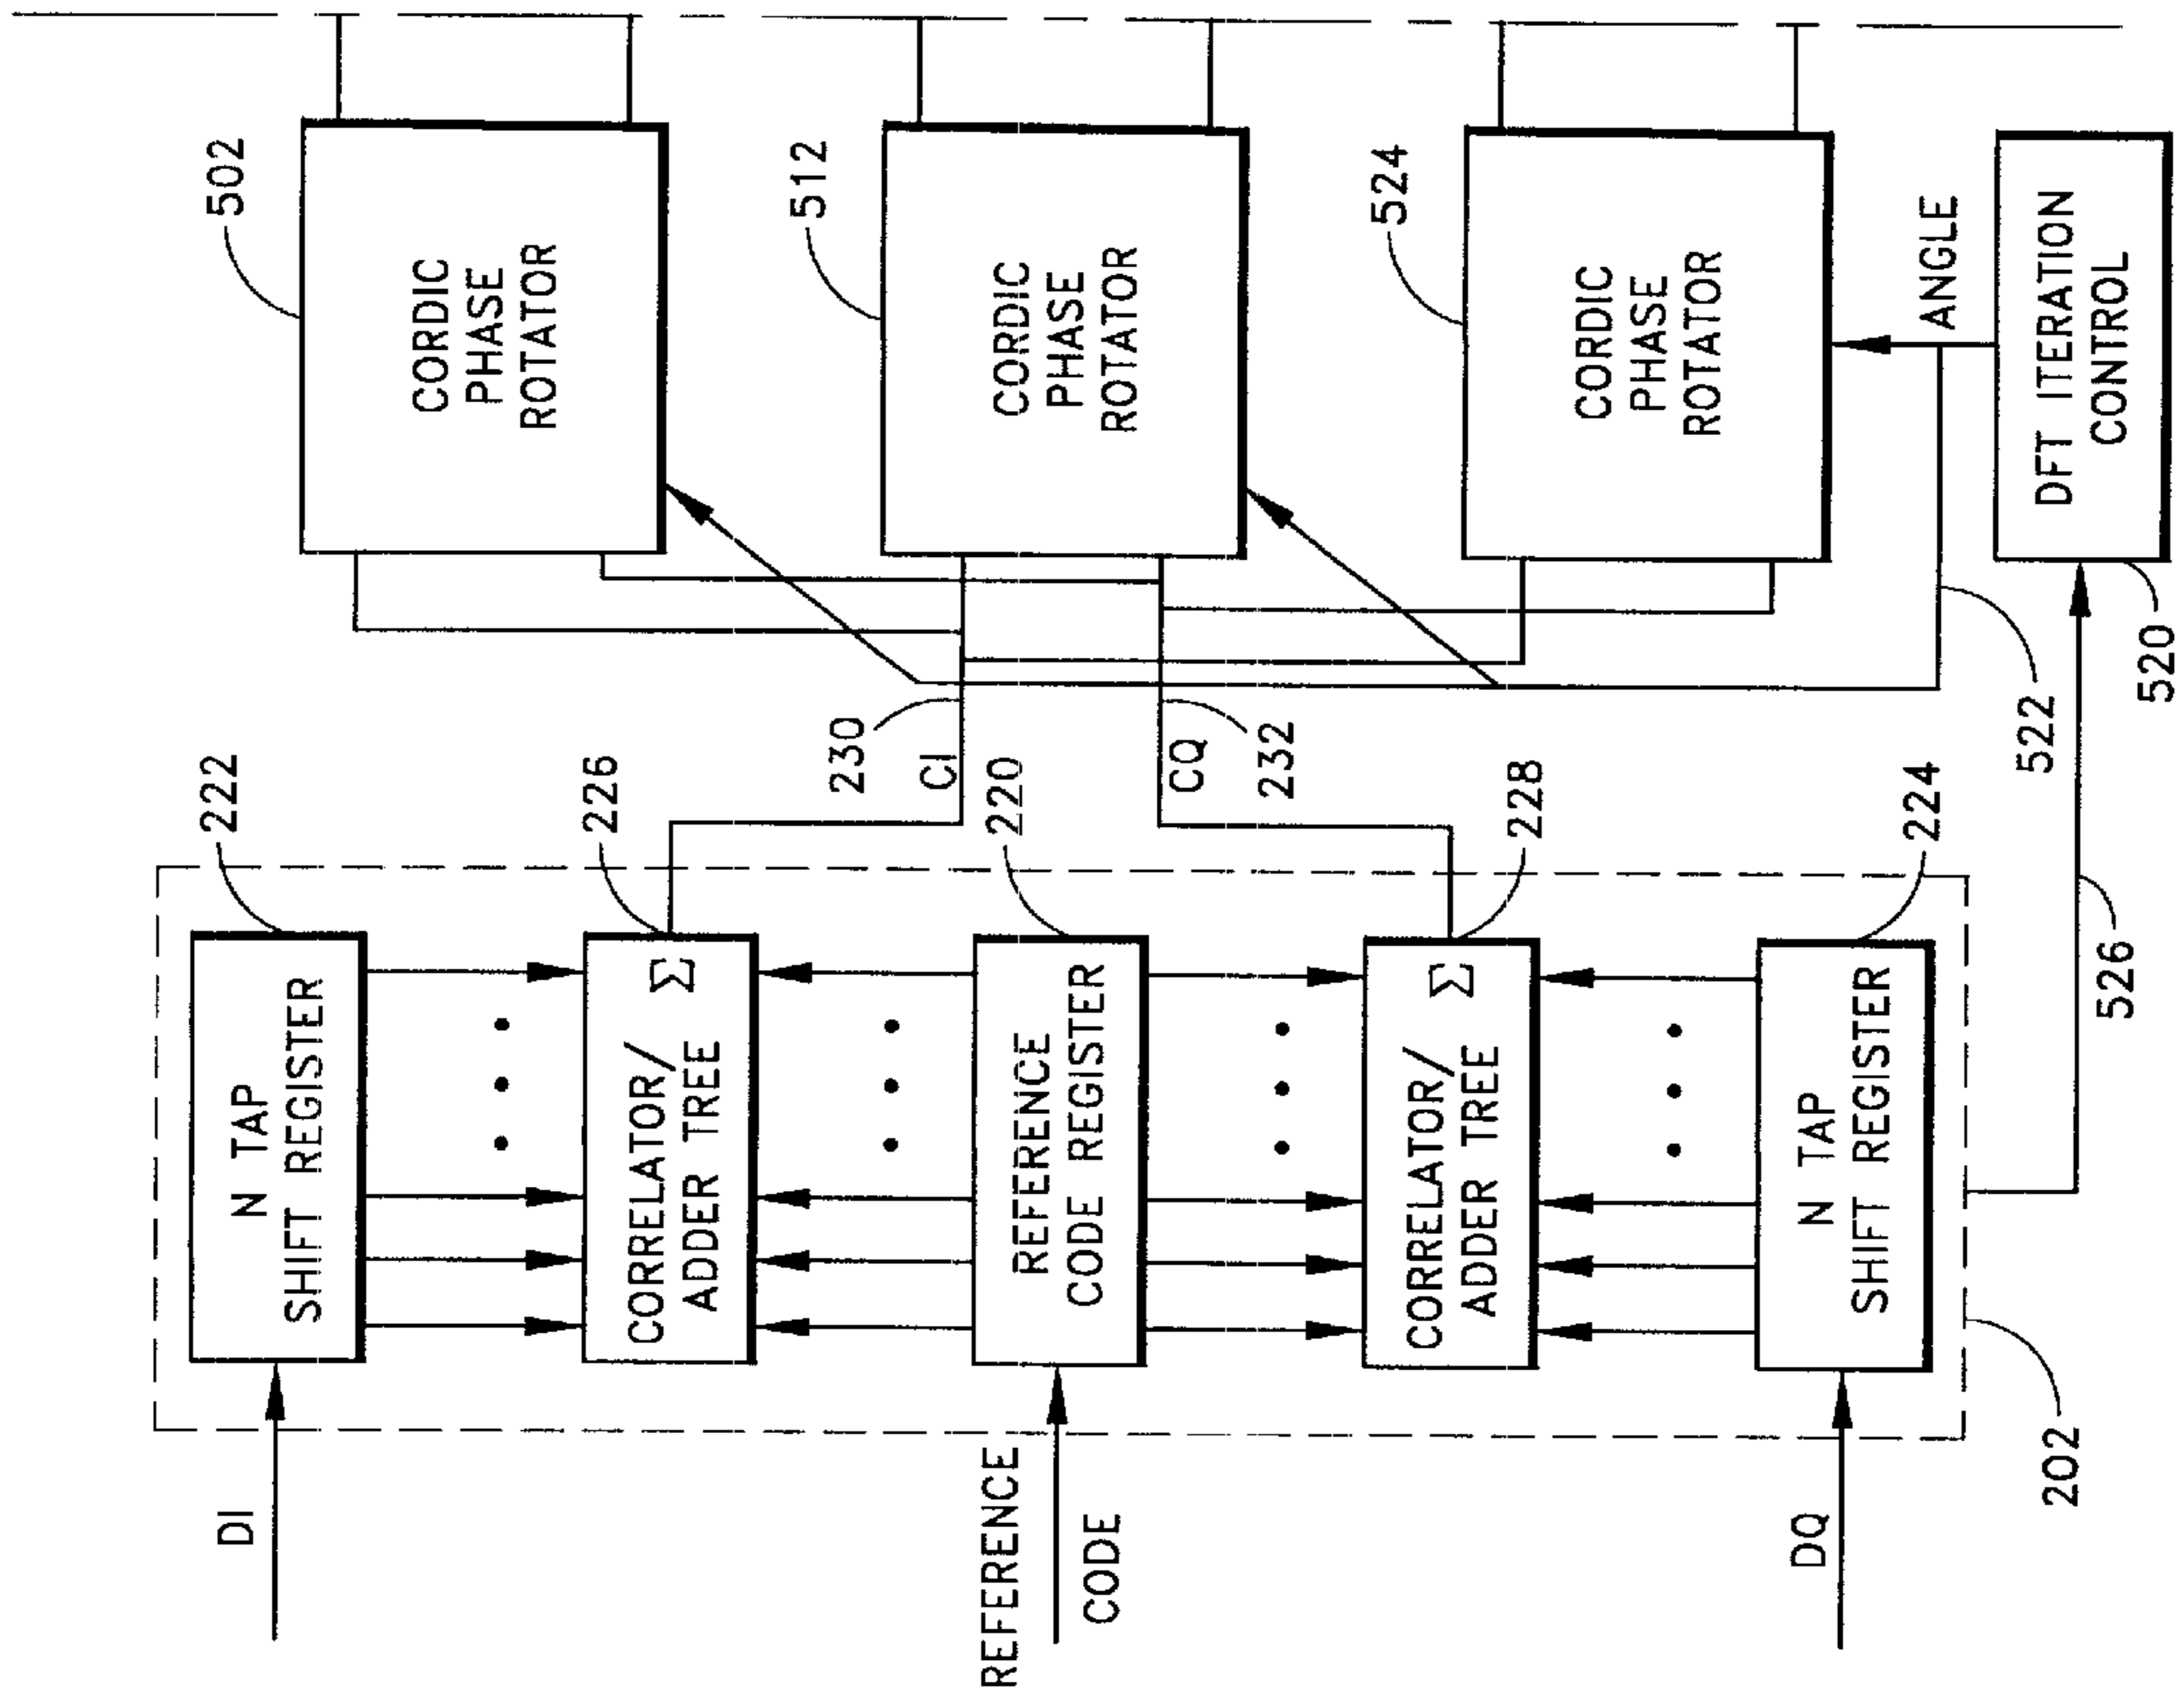 DI
N TAP
SHIFT REGISTER
222
CORRELATOR/
ADDER TREE
Σ
226
REFERENCE
CODE
REFERENCE
CODE REGISTER
220
CORRELATOR/
ADDER TREE
Σ
228
DQ
N TAP
SHIFT REGISTER
224
202
526
230
CI
CQ
232
522
520
CORDIC
PHASE
ROTATOR
502
CORDIC
PHASE
ROTATOR
512
CORDIC
PHASE
ROTATOR
524
ANGLE
DFT ITERATION
CONTROL